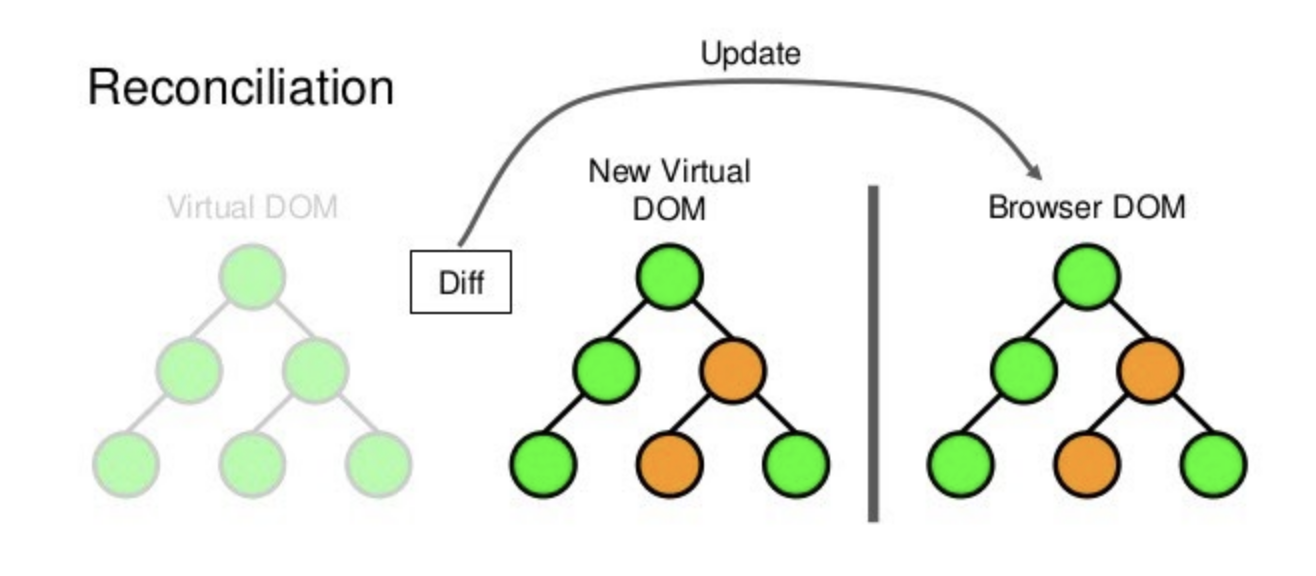 Reconciliation
Update
Virtual DOM
Diff
New Virtual
DOM
Browser DOM